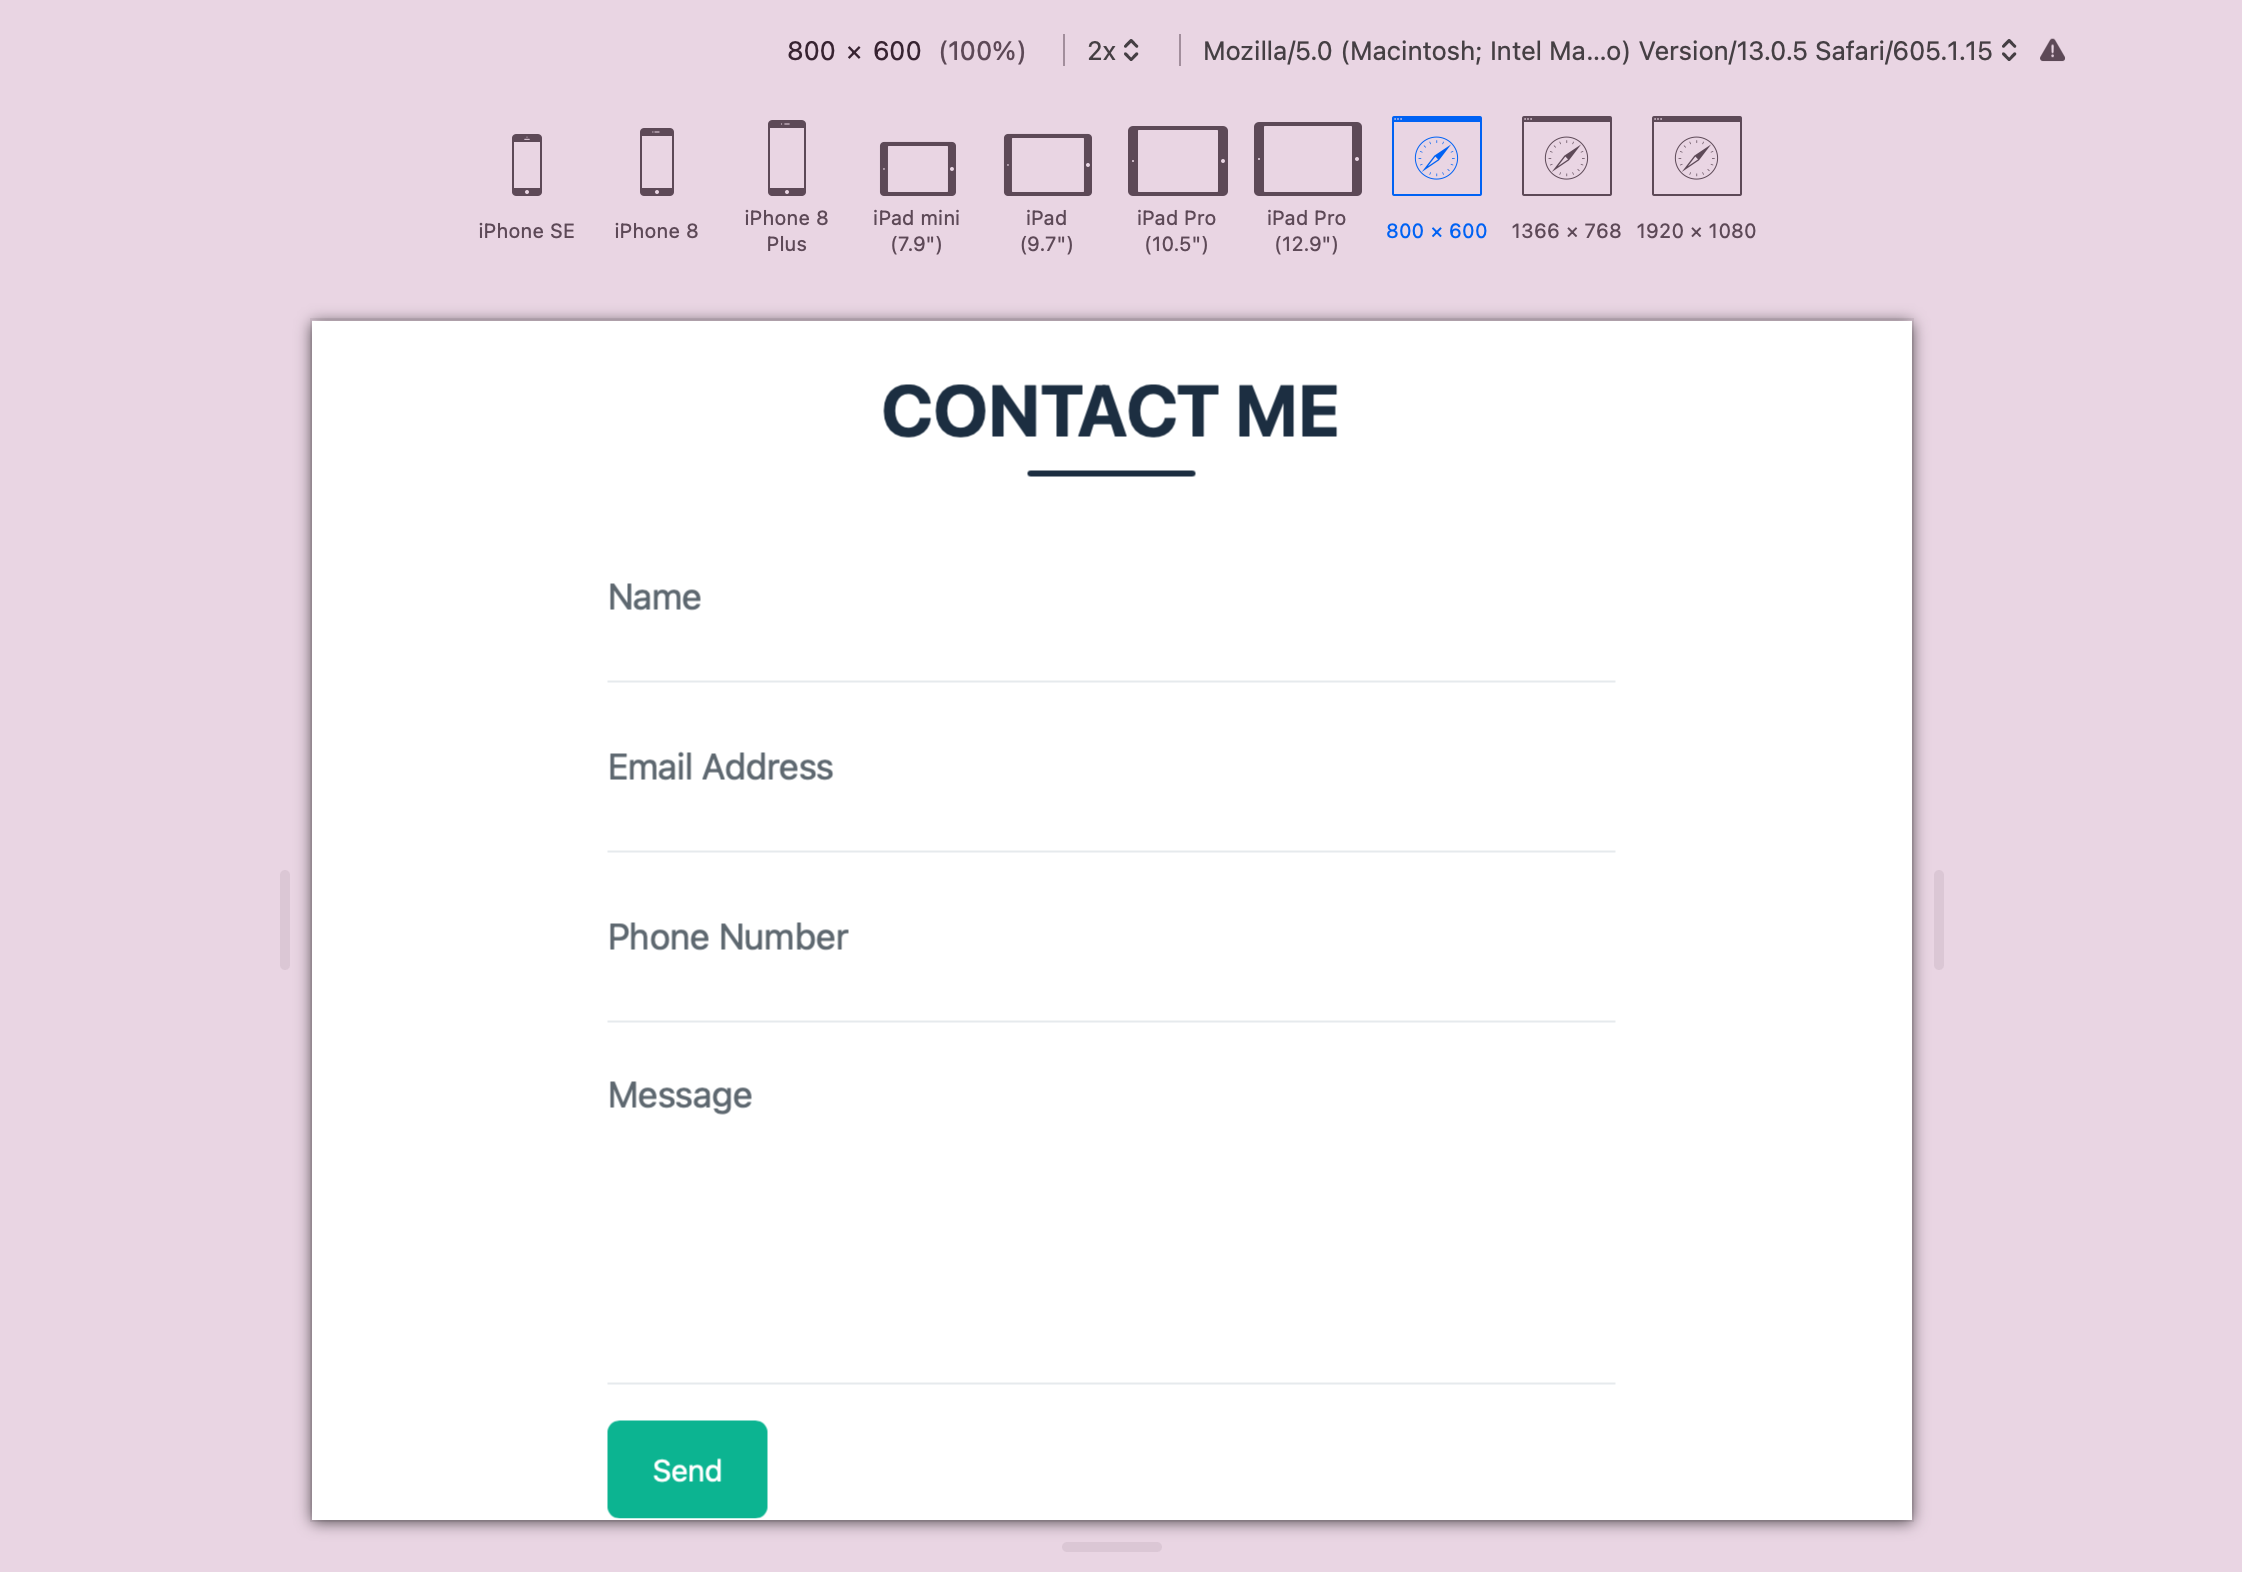 800 × 600 (100%) 2x Mozilla/5.0 (Macintosh; Intel Ma...o) Version/13.0.5 Safari/605.1.15
iPhone SE
iPhone 8
iPhone 8
Plus
iPad mini
(7.9")
iPad
(9.7")
iPad Pro
(10.5")
iPad Pro
(12.9")
800 × 600
1366 × 768
1920 × 1080
CONTACT ME
Name
Email Address
Phone Number
Message
Send